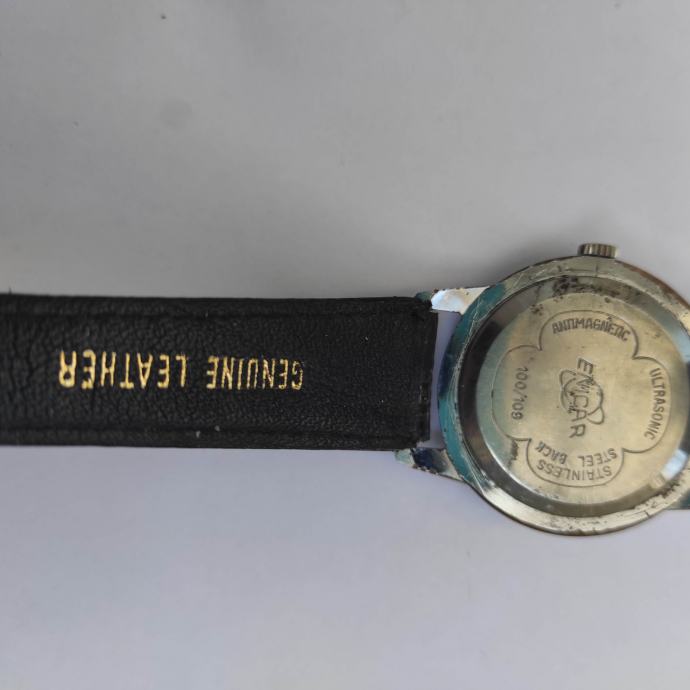 GENUINE LEATHER
ANTIMAGNETIC
ULTRASONIC
ENICAR
100/109
STAINLESS
STEEL BACK